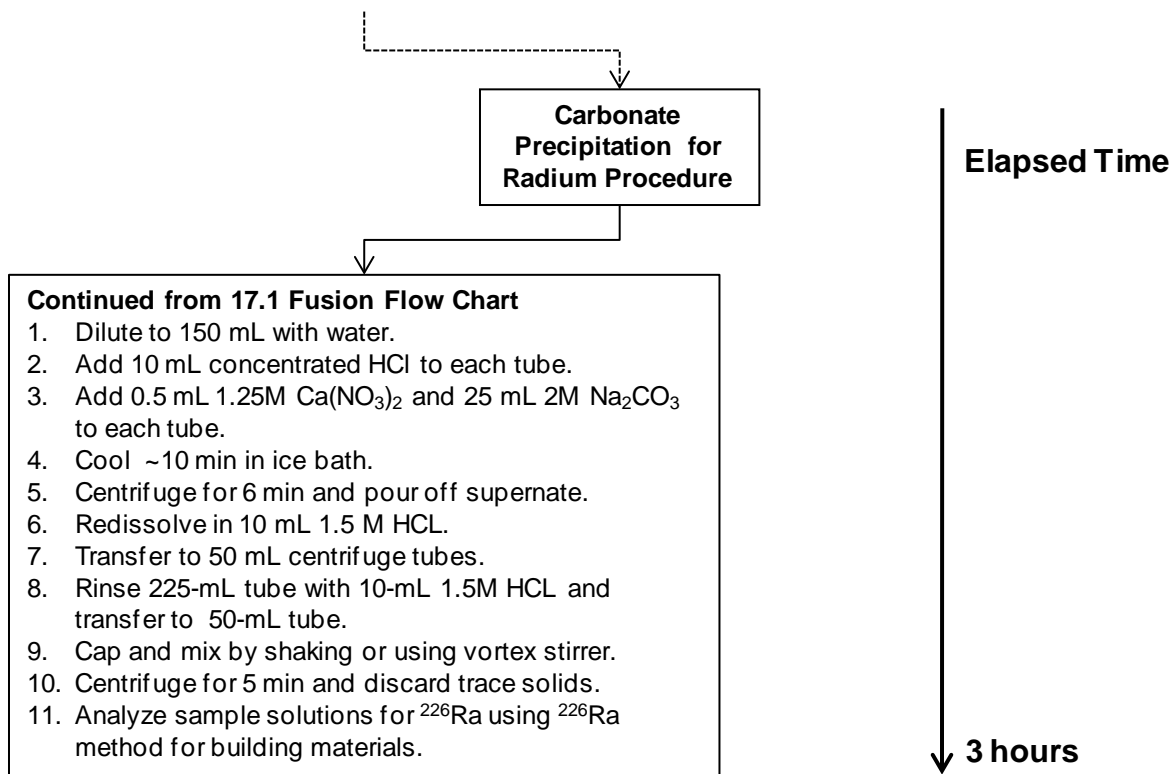 Carbonate
Precipitation for
Radium Procedure
Elapsed Time
Continued from 17.1 Fusion Flow Chart
1. Dilute to 150 mL with water.
2. Add 10 mL concentrated HCl to each tube.
3. Add 0.5 mL 1.25M Ca(NO₃)₂ and 25 mL 2M Na₂CO₃
to each tube.
4. Cool ~10 min in ice bath.
5. Centrifuge for 6 min and pour off supernate.
6. Redissolve in 10 mL 1.5 M HCL.
7. Transfer to 50 mL centrifuge tubes.
8. Rinse 225-mL tube with 10-mL 1.5M HCL and
transfer to 50-mL tube.
9. Cap and mix by shaking or using vortex stirrer.
10. Centrifuge for 5 min and discard trace solids.
11. Analyze sample solutions for ²²⁶Ra using ²²⁶Ra
method for building materials.
3 hours